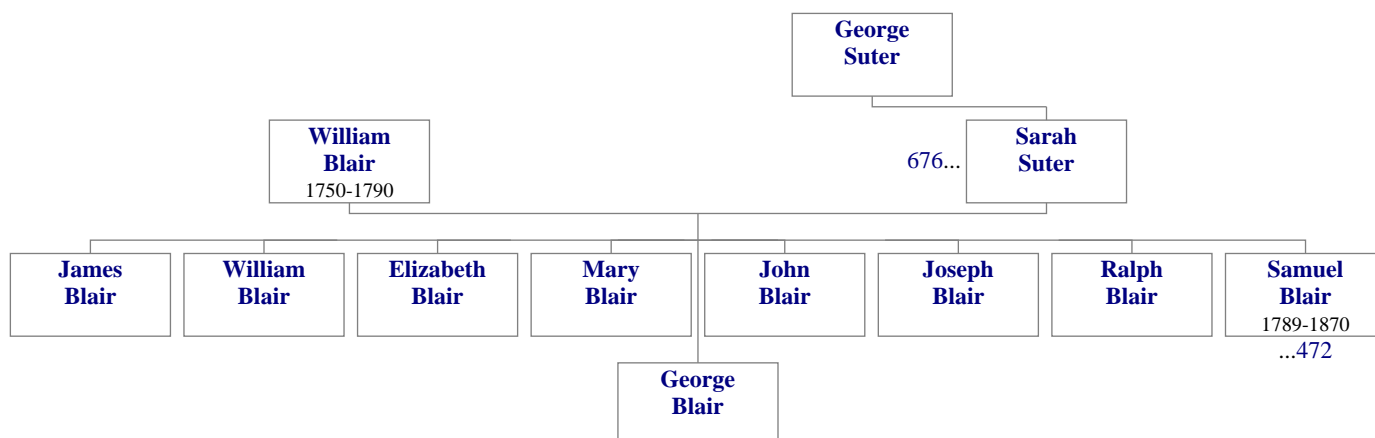 George
Suter
William
Blair
1750-1790
676...
Sarah
Suter
James
Blair
William
Blair
Elizabeth
Blair
Mary
Blair
John
Blair
Joseph
Blair
Ralph
Blair
Samuel
Blair
1789-1870
...472
George
Blair